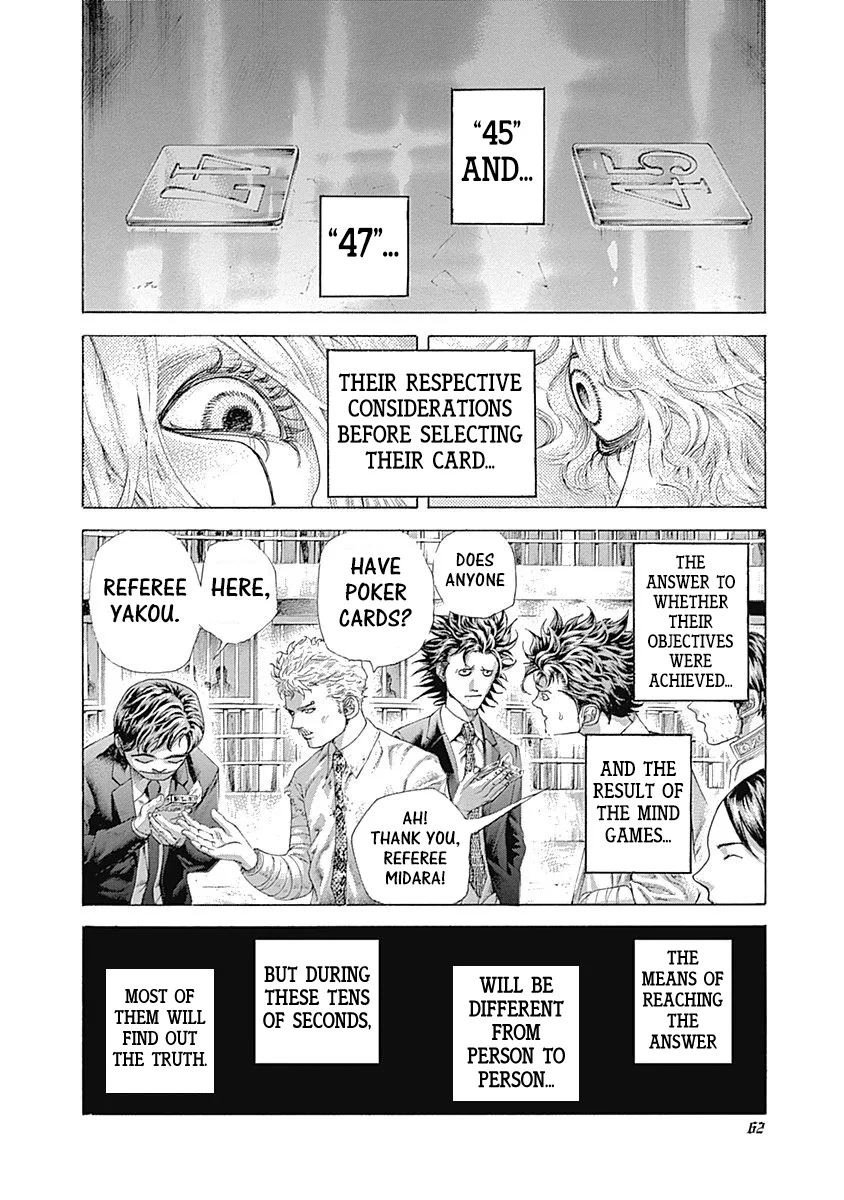 45
"45"
AND...
47
"47"...
THEIR RESPECTIVE
CONSIDERATIONS
BEFORE SELECTING
THEIR CARD...
THE
ANSWER TO
WHETHER
THEIR
OBJECTIVES
WERE
ACHIEVED...
AND THE
RESULT OF
THE MIND
GAMES...
DOES
ANYONE
HAVE
POKER
CARDS?
HERE,
REFEREE
YAKOU.
AH!
THANK YOU,
REFEREE
MIDARA!
THE
MEANS OF
REACHING
THE
ANSWER
WILL BE
DIFFERENT
FROM
PERSON TO
PERSON...
BUT DURING
THESE TENS
OF SECONDS,
MOST OF
THEM WILL
FIND OUT
THE TRUTH.
62